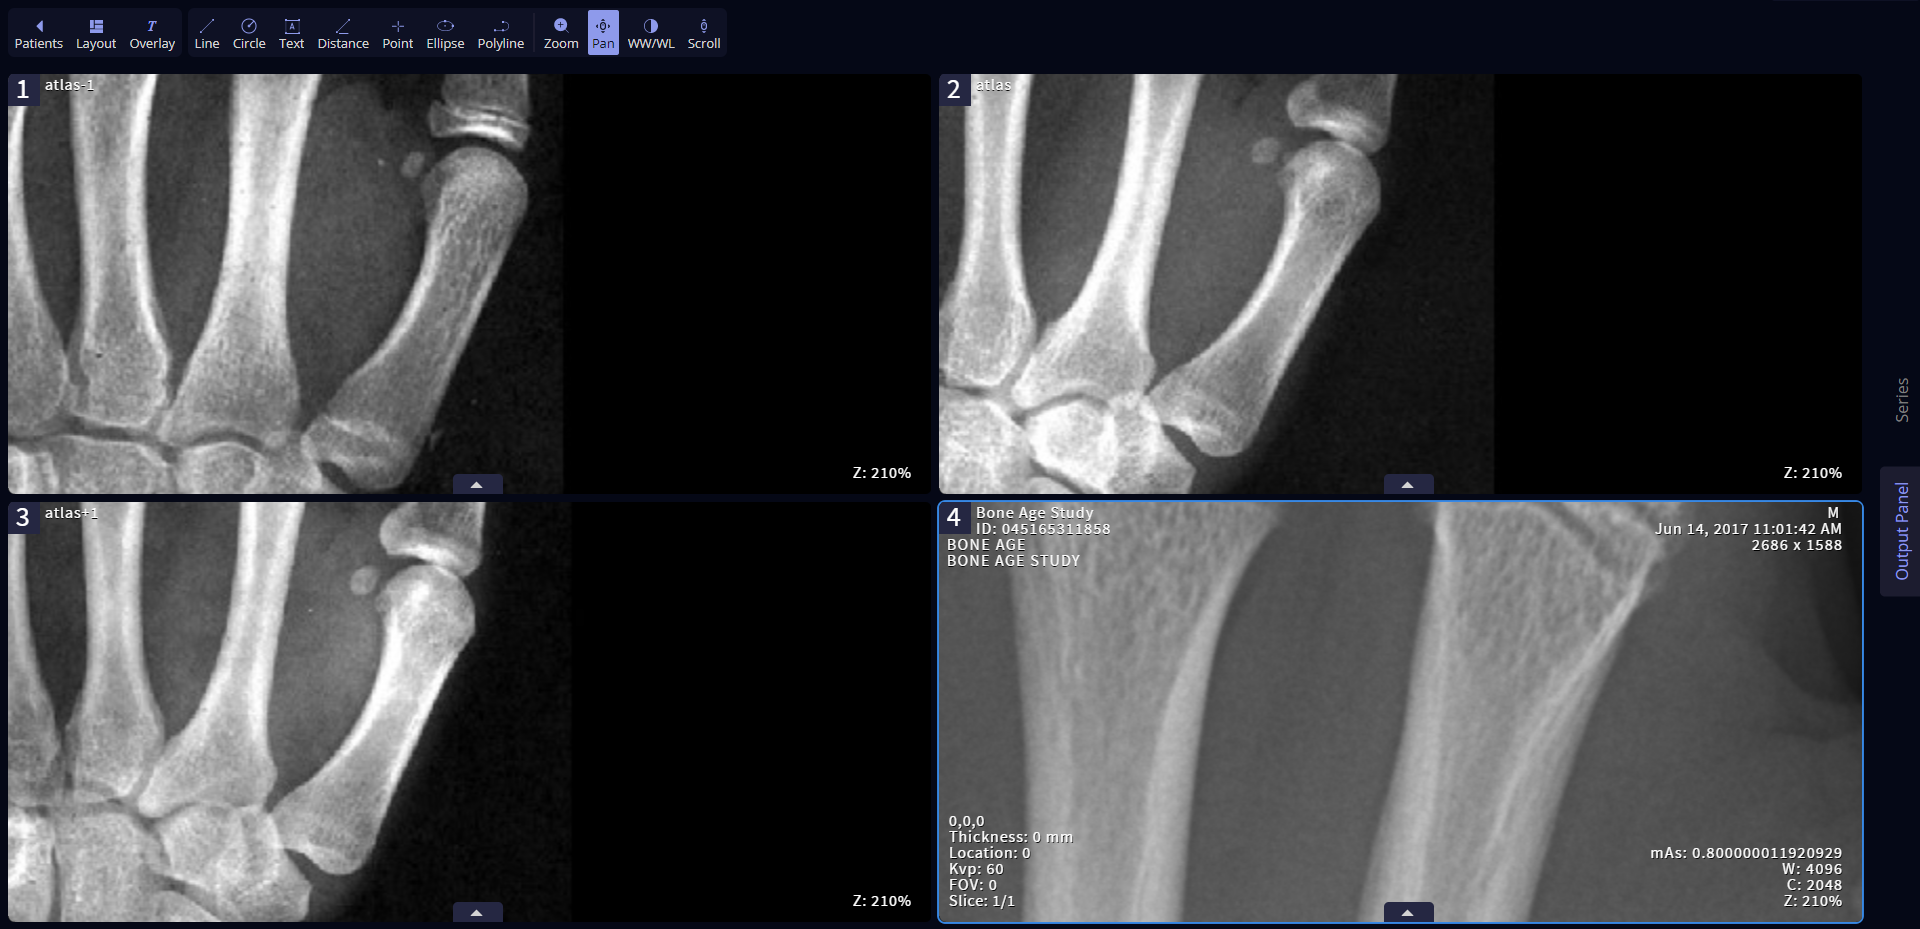 Patients Layout Overlay Line Circle Text Distance Point Ellipse Polyline Zoom Pan WW/WL Scroll
1 atlas-1
Z: 210%
2 atlas
Z: 210%
3 atlas+1
Z: 210%
4 Bone Age Study
ID: 045165311858
BONE AGE
BONE AGE STUDY
M
Jun 14, 2017 11:01:42 AM
2686 x 1588
0,0,0
Thickness: 0 mm
Location: 0
Kvp: 60
FOV: 0
Slice: 1/1
mAs: 0.800000011920929
W: 4096
C: 2048
Z: 210%
Series
Output Panel